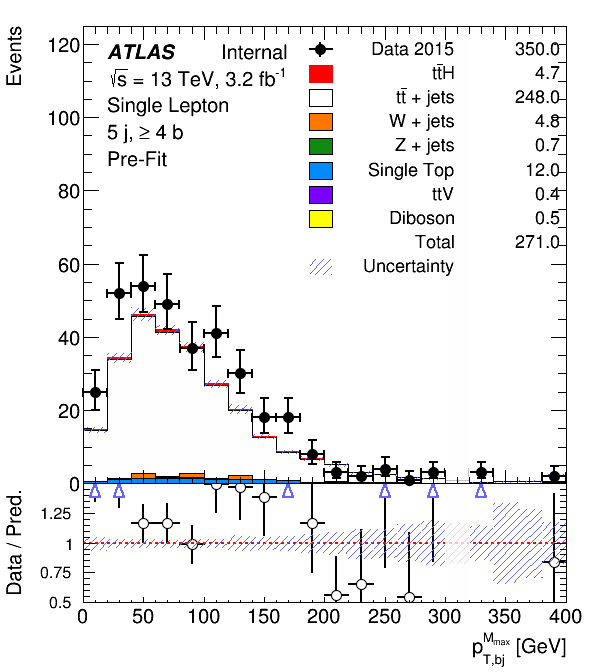 Events
120
100
80
60
40
20
0
ATLAS Internal
√s = 13 TeV, 3.2 fb⁻¹
Single Lepton
5 j, ≥ 4 b
Pre-Fit
Data 2015 350.0
tt̄H 4.7
tt̄ + jets 248.0
W + jets 4.8
Z + jets 0.7
Single Top 12.0
ttV 0.4
Diboson 0.5
Total 271.0
Uncertainty
Data / Pred.
1.25
1
0.75
0.5
0 50 100 150 200 250 300 350 400
p_{T,bj}^{M_{max}} [GeV]